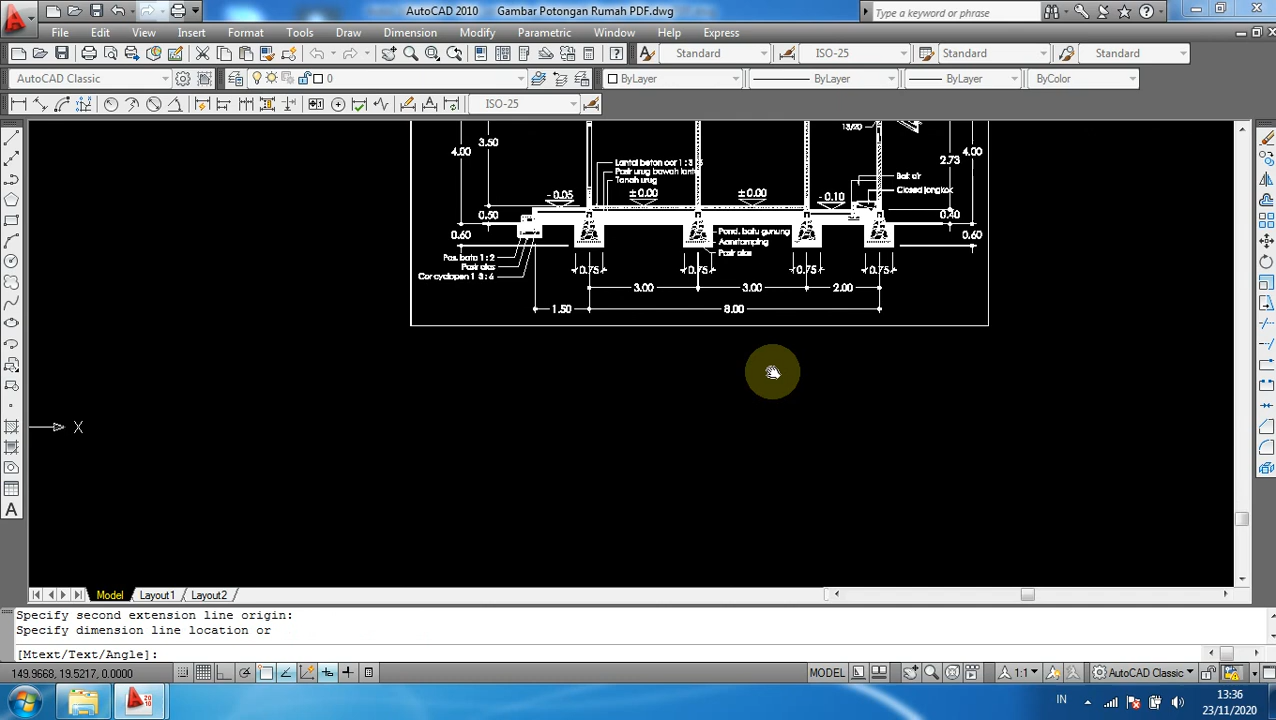 AutoCAD 2010 Gambar Potongan Rumah PDF.dwg
Type a keyword or phrase
File Edit View Insert Format Tools Draw Dimension Modify Parametric Window Help Express
Standard ISO-25 Standard Standard
AutoCAD Classic 0 ByLayer ByLayer ByLayer ByColor
ISO-25
13/20
4.00 3.50 2.73 4.00
Lantai beton cor 1 : 3
Pasir urug bawah lantai
Tanah urug
Bak air
Closed jongkok
- 0.05 ± 0.00 ± 0.00 - 0.10
0.50 0.40
0.60 0.60
Pond. batu gunung
Aanstamping
Pasir alas
Pas. bata 1 : 2
Pasir alas
Cor cyclopen 1 3 : 6
0.75 0.75 0.75 0.75
3.00 3.00 2.00
1.50 8.00
X
Model Layout1 Layout2
Specify second extension line origin:
Specify dimension line location or
[Mtext/Text/Angle]:
149.9668, 19.5217, 0.0000 MODEL 1:1 AutoCAD Classic
2010 IN 13:36
23/11/2020